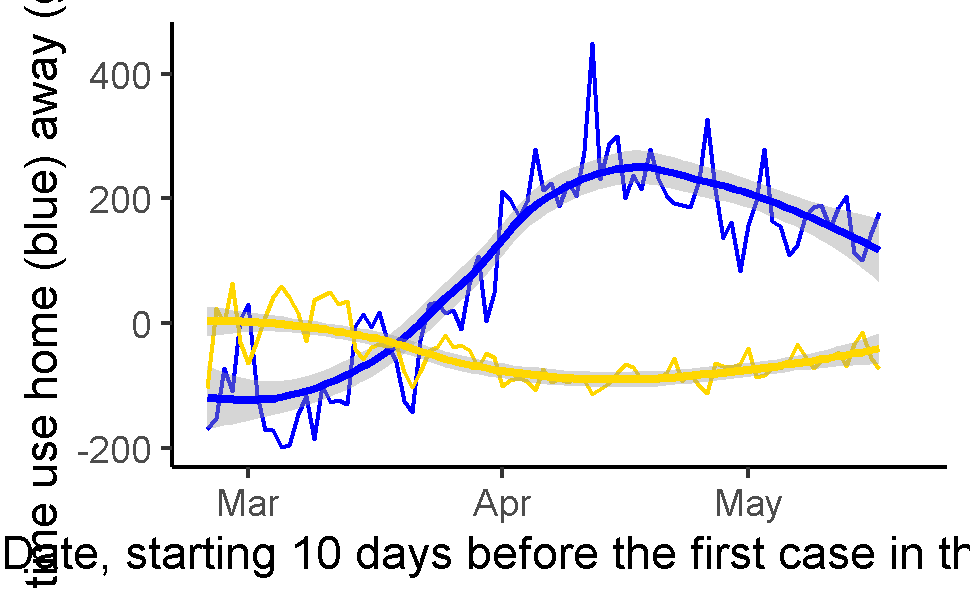 time use home (blue) away (
400
200
0
-200
Mar Apr May
Date, starting 10 days before the first case in th